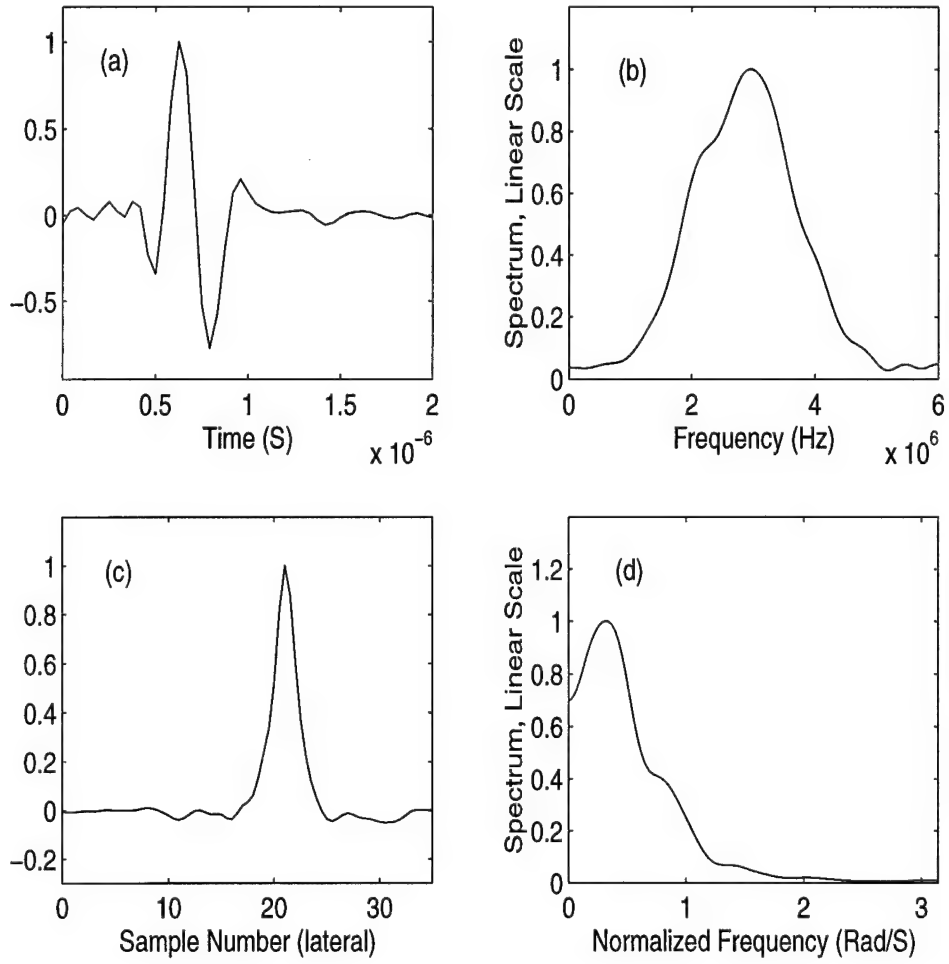 (a)
1
0.5
0
−0.5
0 0.5 1 1.5 2
Time (S)
x 10⁻⁶
(b)
Spectrum, Linear Scale
1
0.8
0.6
0.4
0.2
0
0 2 4 6
Frequency (Hz)
x 10⁶
(c)
1
0.8
0.6
0.4
0.2
0
−0.2
0 10 20 30
Sample Number (lateral)
(d)
Spectrum, Linear Scale
1.2
1
0.8
0.6
0.4
0.2
0
0 1 2 3
Normalized Frequency (Rad/S)